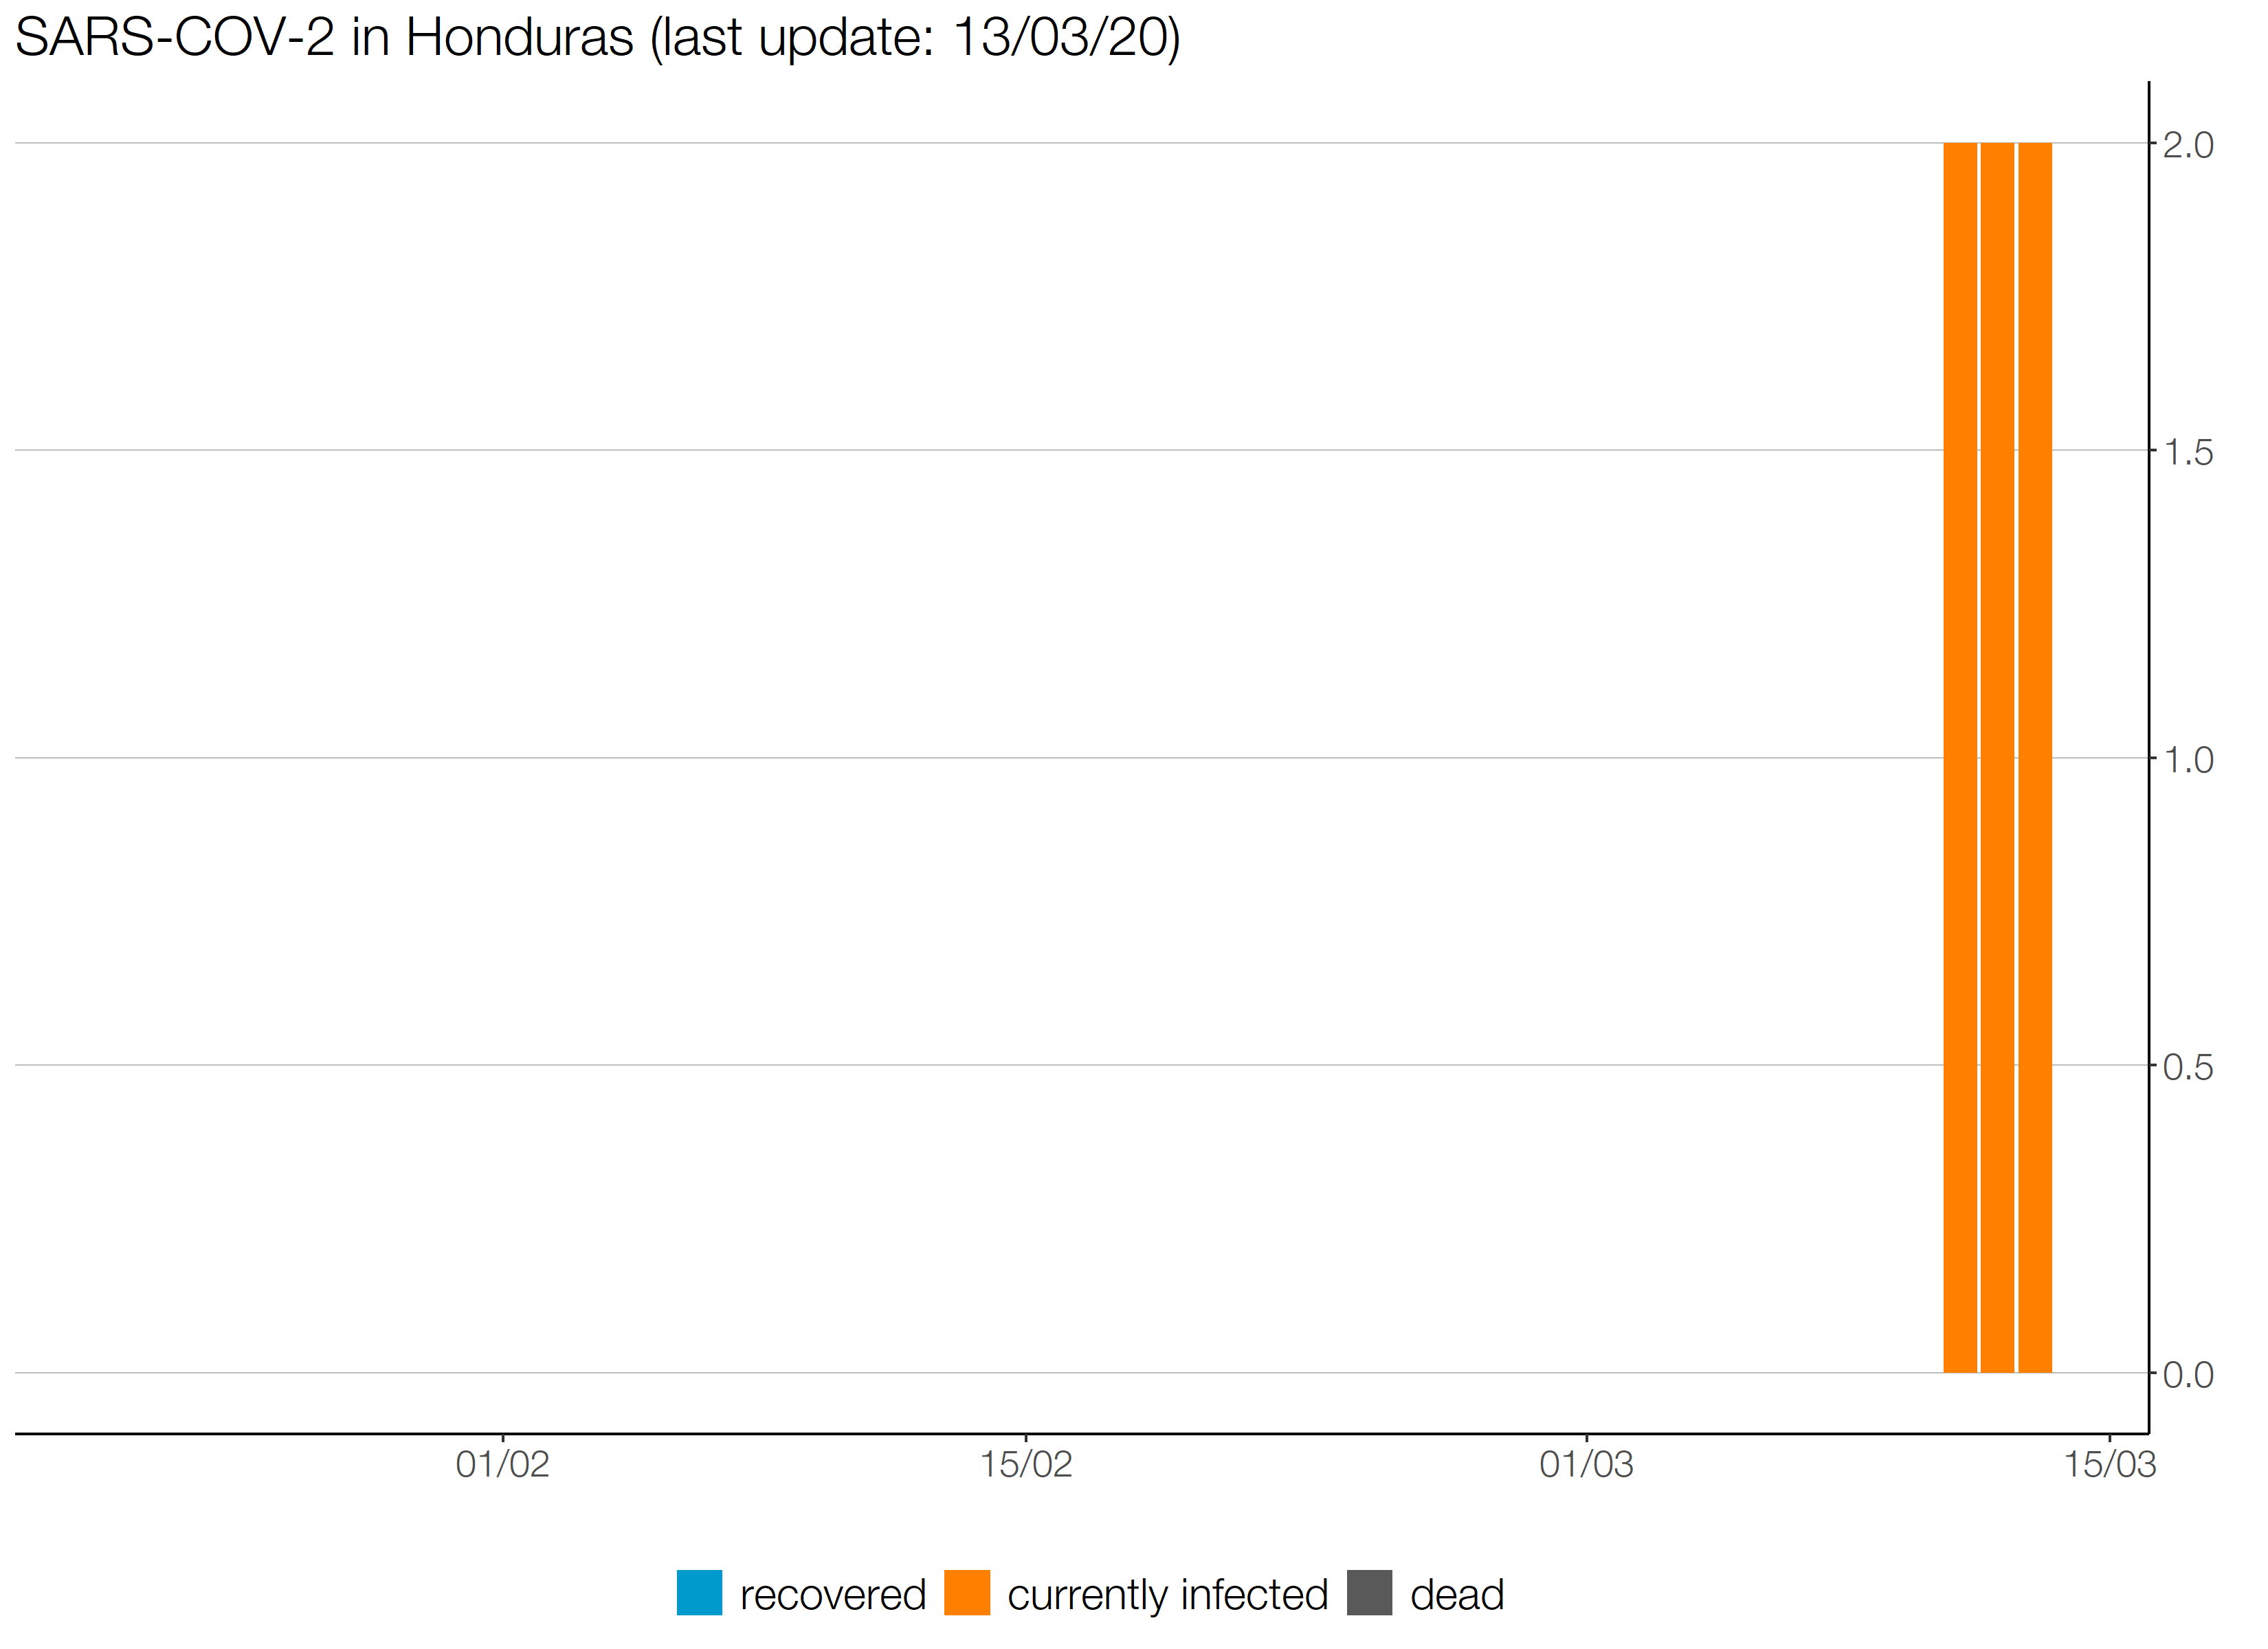 SARS-COV-2 in Honduras (last update: 13/03/20)
2.0
1.5
1.0
0.5
0.0
01/02 15/02 01/03 15/03
recovered currently infected dead